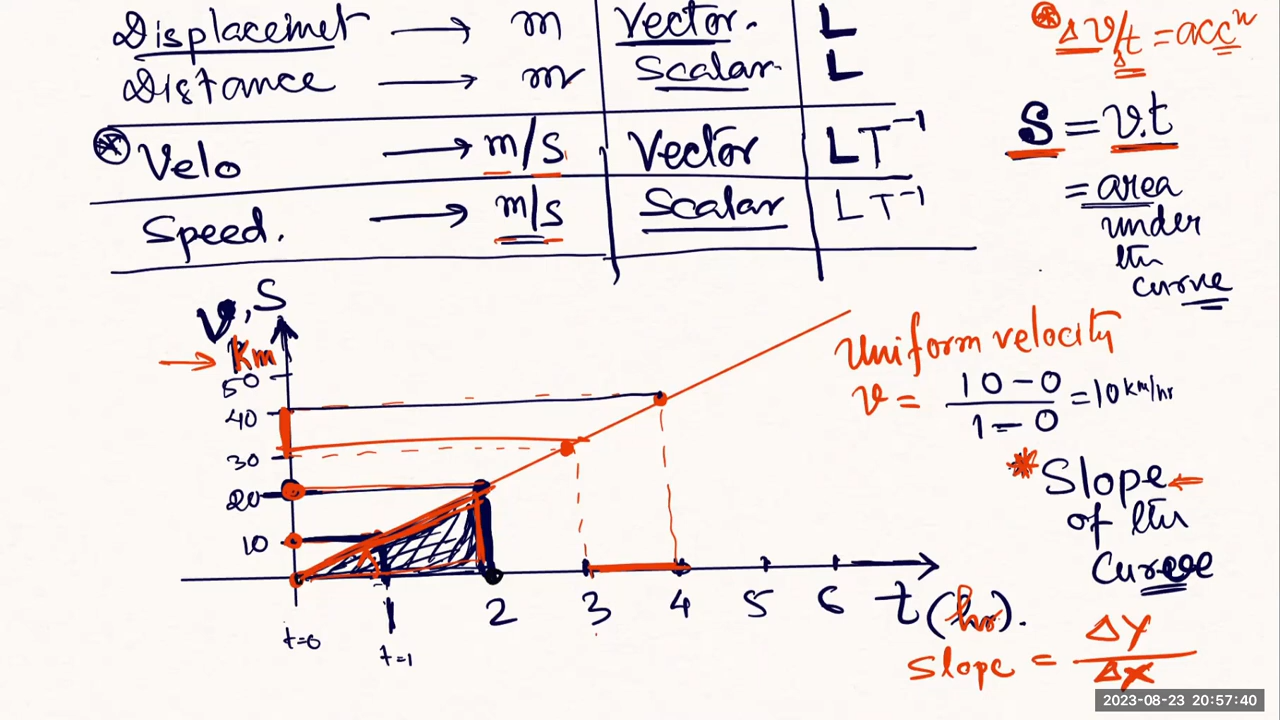 Displacemet → m Vector. L
Distance → m Scalar. L
Velo → m/s Vector LT⁻¹
Speed. → m/s Scalar LT⁻¹
Δv/Δt = accⁿ
S = v.t
= area
under
the
curve
v, S
→ Km
50
40
30
20
10
t=0
1
t=1
2
3
4
5
6
t (hr).
Uniform velocity
v = 10-0/1-0 = 10 km/hr
* Slope ←
of the
Curve
Slope = ΔY/Δx
2023-08-23 20:57:40